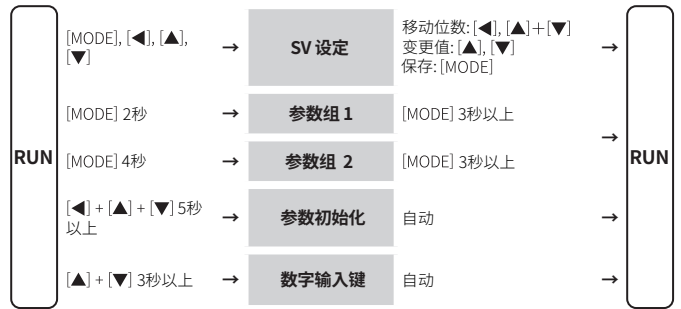 [MODE], [◀], [▲],
[▼]
→
SV 设定
移动位数: [◀], [▲]＋[▼]
变更值: [▲], [▼]
保存: [MODE]
→
[MODE] 2秒
→
参数组 1
[MODE] 3秒以上
→
RUN
[MODE] 4秒
→
参数组 2
[MODE] 3秒以上
RUN
[◀] + [▲] + [▼] 5秒
以上
→
参数初始化
自动
→
[▲] + [▼] 3秒以上
→
数字输入键
自动
→